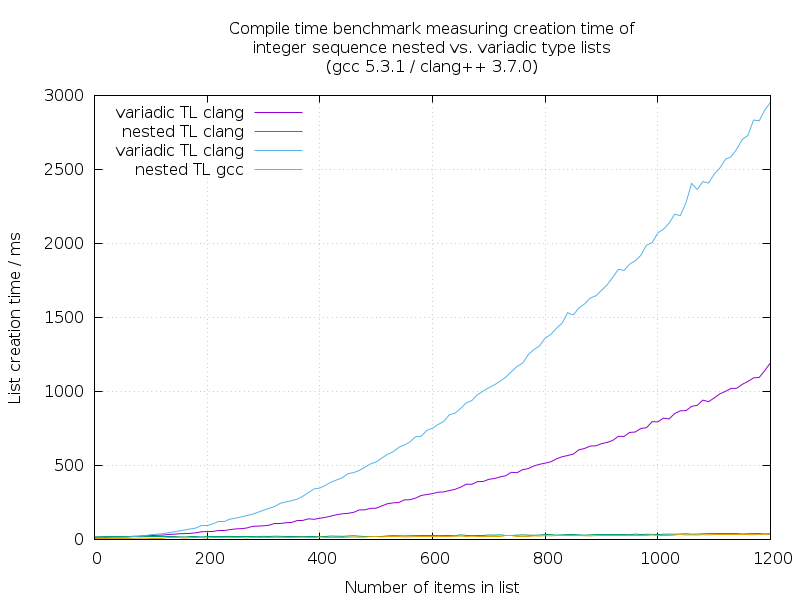 Compile time benchmark measuring creation time of
integer sequence nested vs. variadic type lists
(gcc 5.3.1 / clang++ 3.7.0)
variadic TL clang
nested TL clang
variadic TL clang
nested TL gcc
List creation time / ms
3000
2500
2000
1500
1000
500
0
0 200 400 600 800 1000 1200
Number of items in list